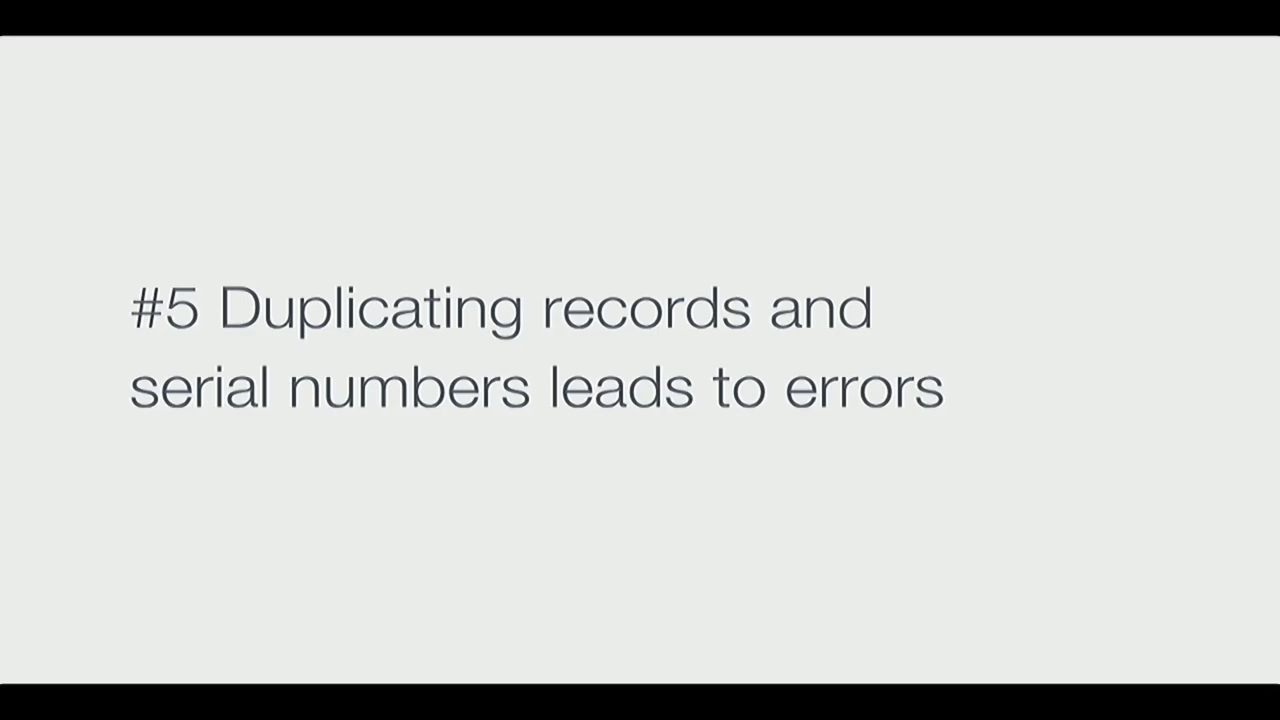 #5 Duplicating records and
serial numbers leads to errors